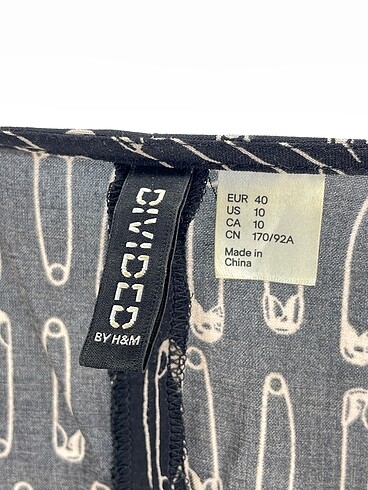 DIVIDED
BY H&M
EUR 40
US 10
CA 10
CN 170/92A
Made in
China